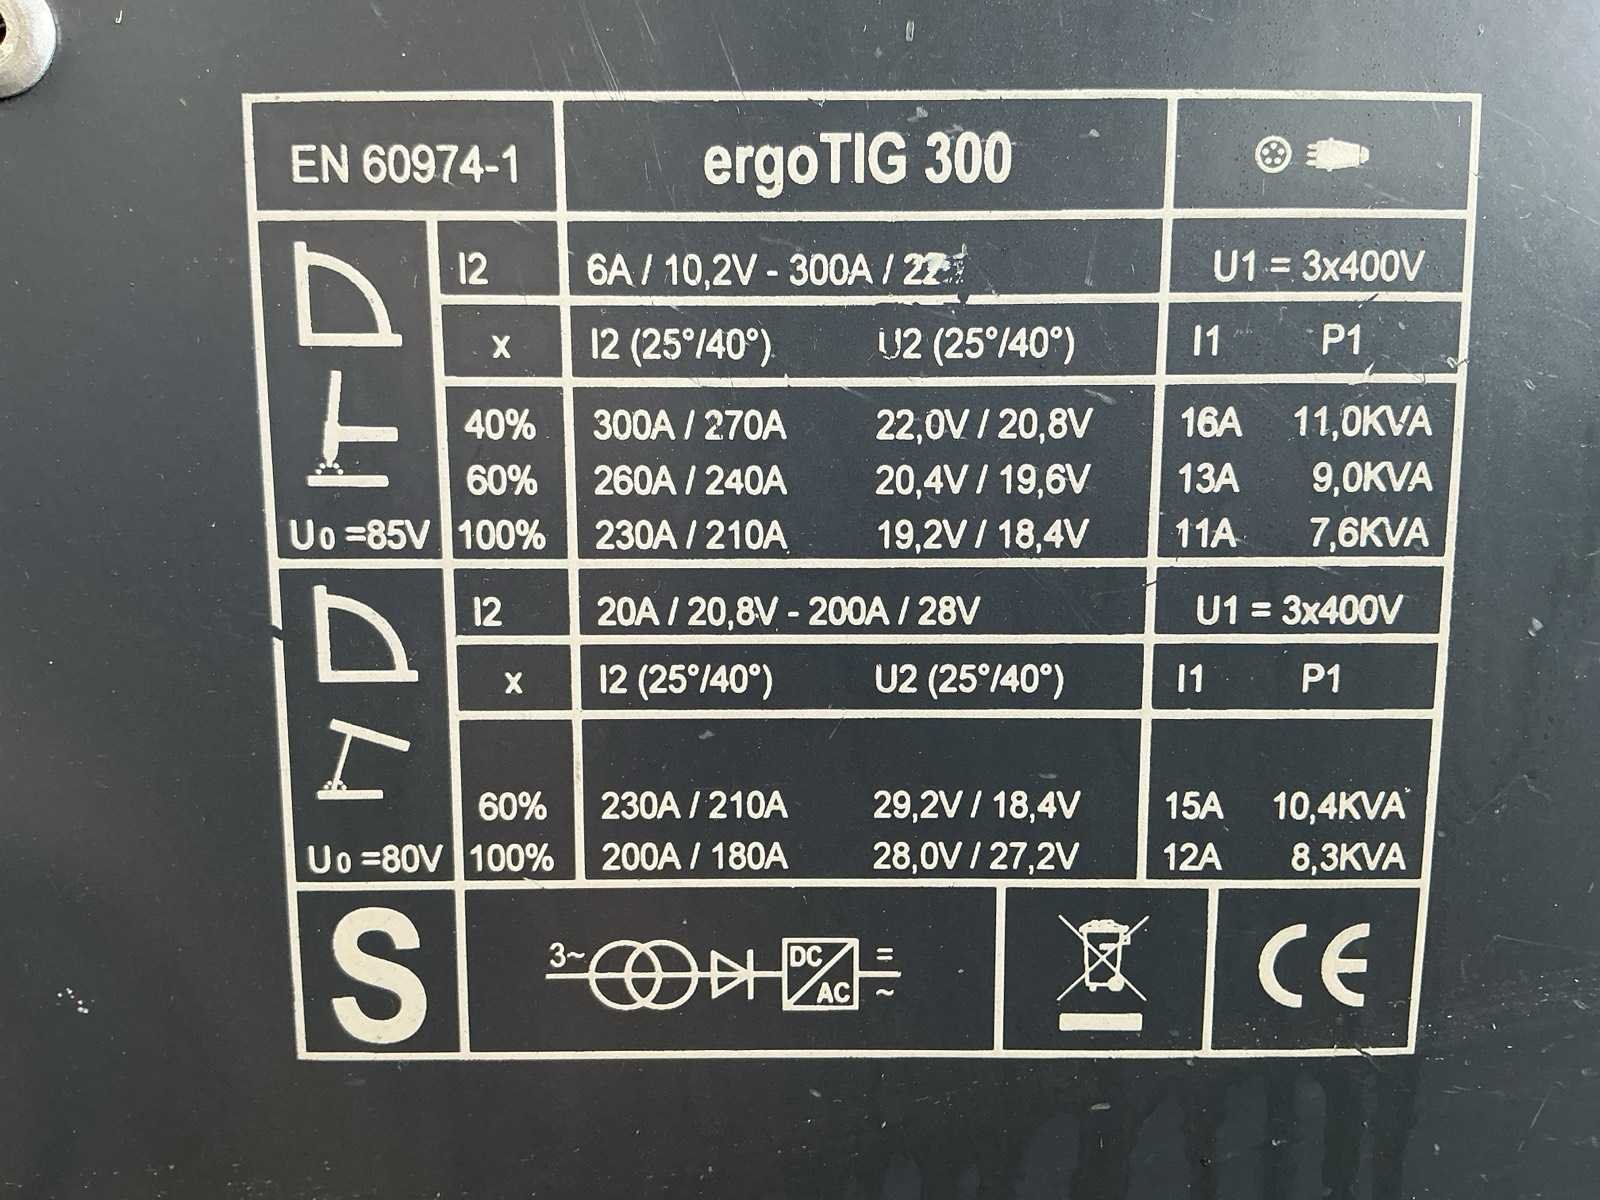 EN 60974-1 ergoTIG 300
I2 6A / 10,2V - 300A / 22 U1 = 3x400V
x I2 (25°/40°) U2 (25°/40°) I1 P1
40% 300A / 270A 22,0V / 20,8V 16A 11,0KVA
60% 260A / 240A 20,4V / 19,6V 13A 9,0KVA
U0 =85V 100% 230A / 210A 19,2V / 18,4V 11A 7,6KVA
I2 20A / 20,8V - 200A / 28V U1 = 3x400V
x I2 (25°/40°) U2 (25°/40°) I1 P1
60% 230A / 210A 29,2V / 18,4V 15A 10,4KVA
U0 =80V 100% 200A / 180A 28,0V / 27,2V 12A 8,3KVA
S 3~ DC AC = ~ CE